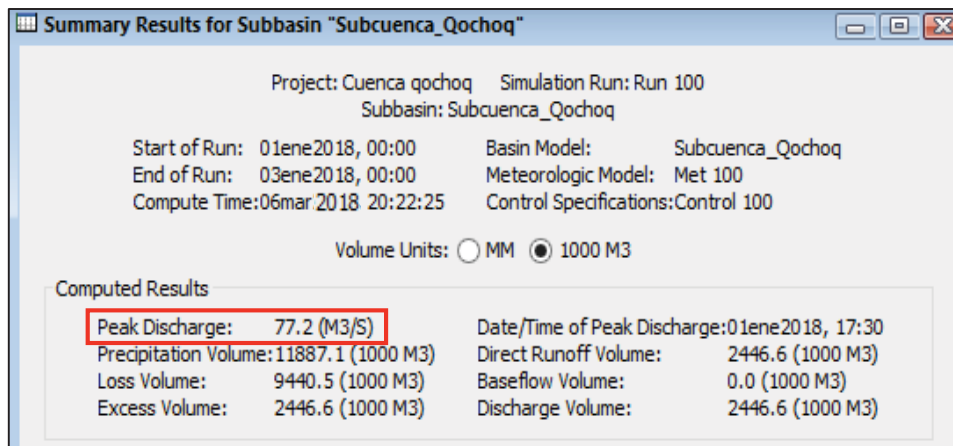 Summary Results for Subbasin "Subcuenca_Qochoq"
Project: Cuenca qochoq Simulation Run: Run 100
Subbasin: Subcuenca_Qochoq
Start of Run: 01ene2018, 00:00 Basin Model: Subcuenca_Qochoq
End of Run: 03ene2018, 00:00 Meteorologic Model: Met 100
Compute Time:06mar.2018. 20:22:25 Control Specifications:Control 100
Volume Units: MM 1000 M3
Computed Results
Peak Discharge: 77.2 (M3/S) Date/Time of Peak Discharge:01ene2018, 17:30
Precipitation Volume:11887.1 (1000 M3) Direct Runoff Volume: 2446.6 (1000 M3)
Loss Volume: 9440.5 (1000 M3) Baseflow Volume: 0.0 (1000 M3)
Excess Volume: 2446.6 (1000 M3) Discharge Volume: 2446.6 (1000 M3)